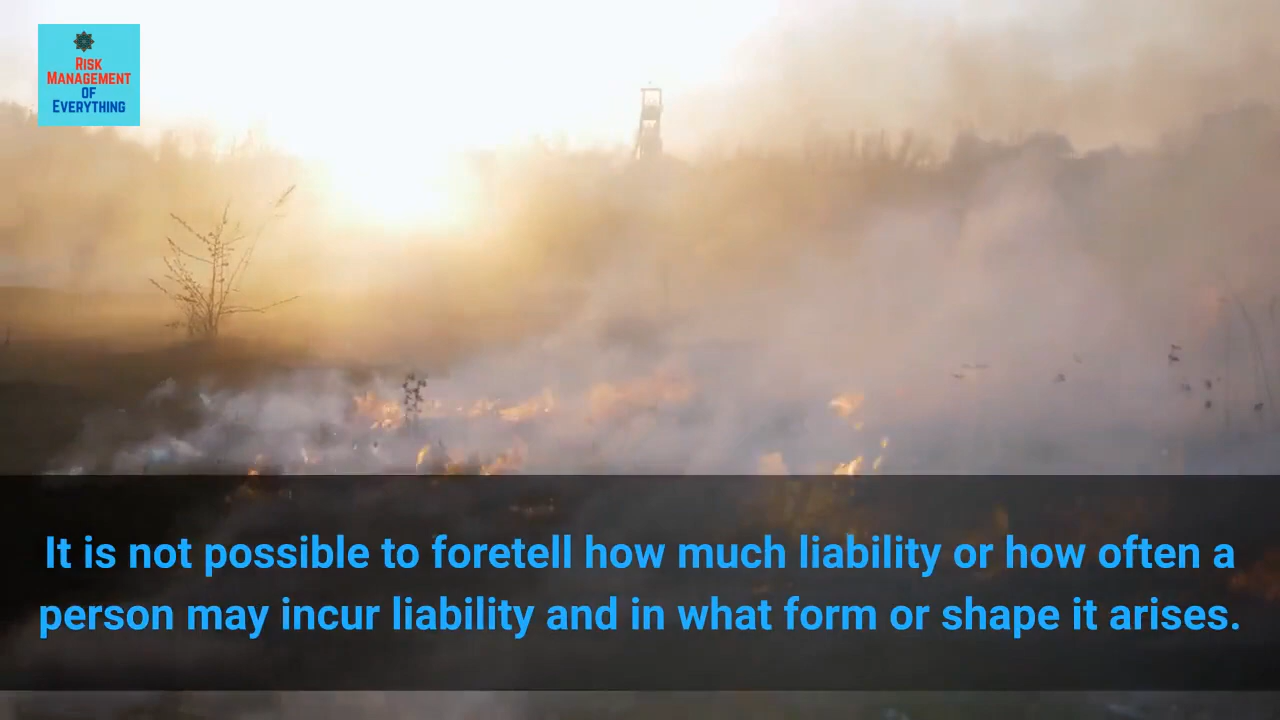 Risk
Management
of
Everything
It is not possible to foretell how much liability or how often a
person may incur liability and in what form or shape it arises.